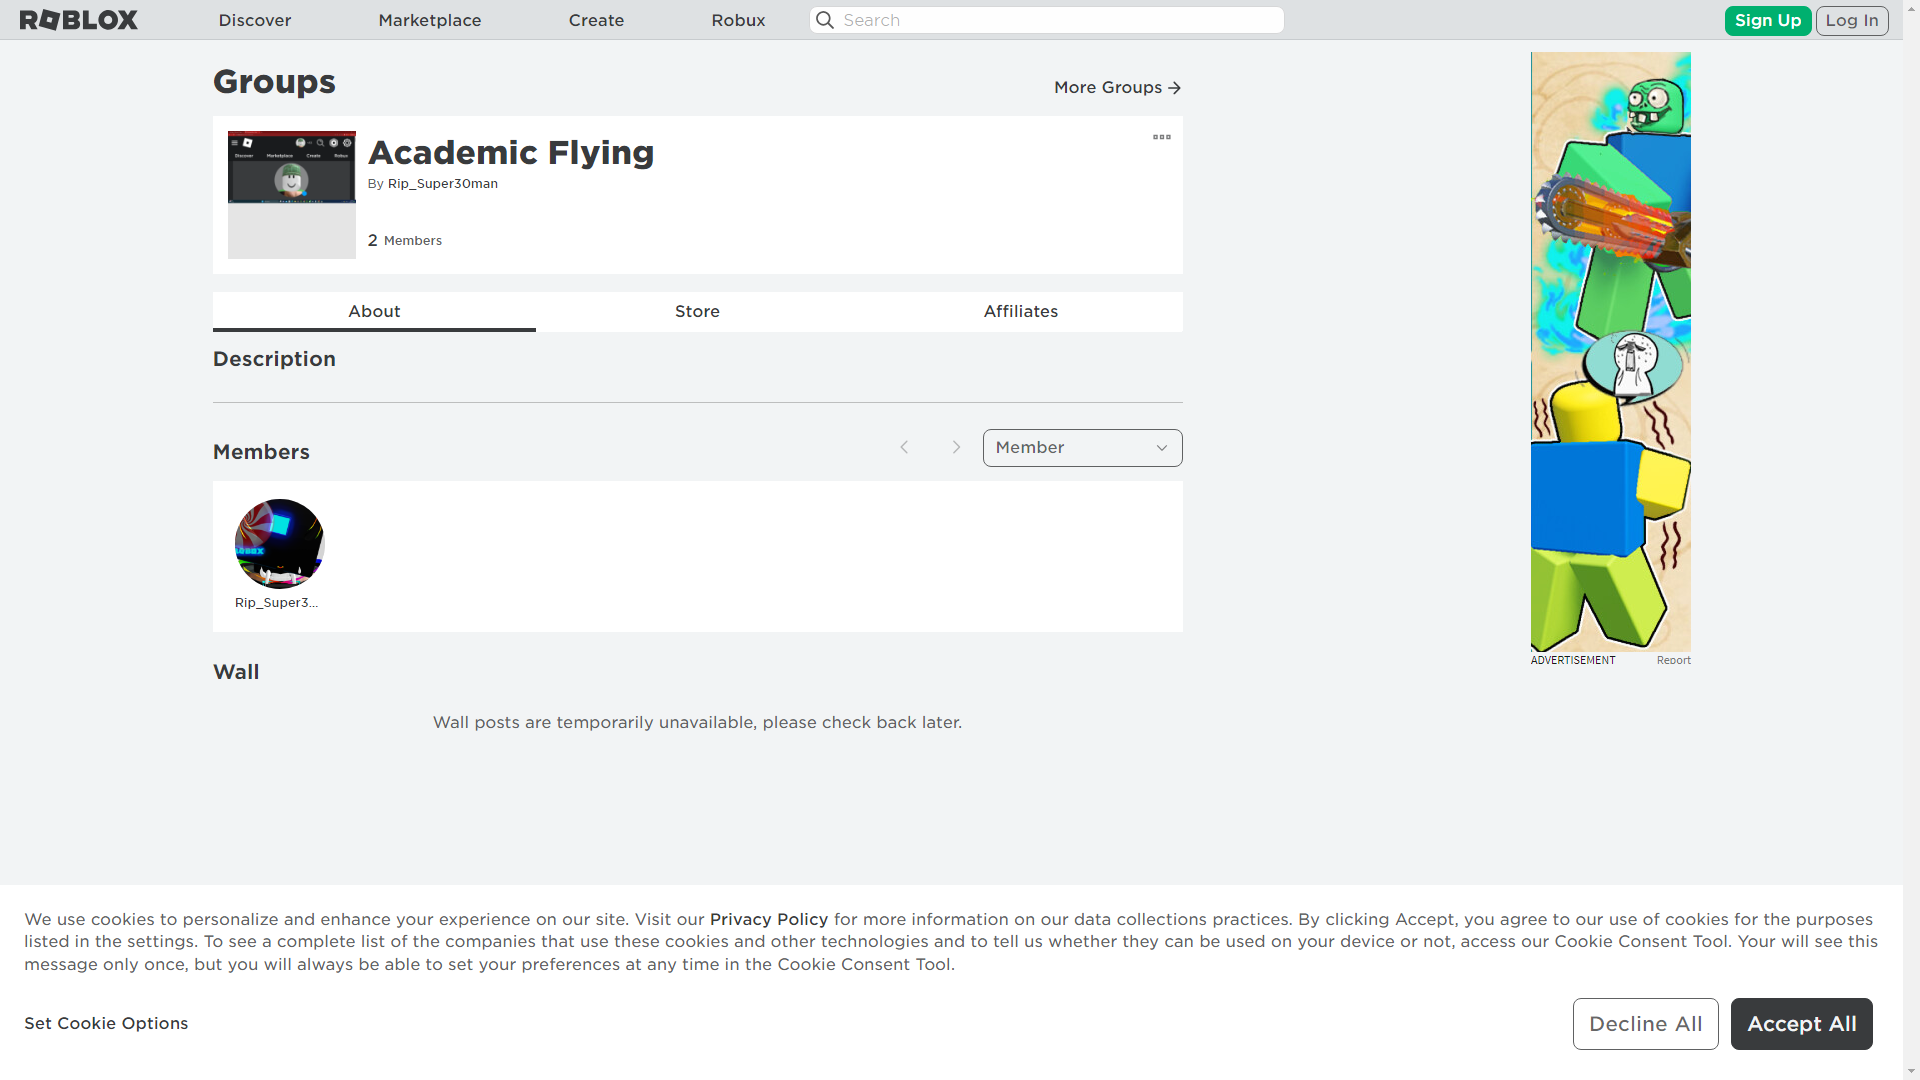 ROBLOX
Discover
Marketplace
Create
Robux
Search
Sign Up
Log In
Groups
More Groups
Academic Flying
By Rip_Super30man
2 Members
Discover Marketplace Create Robux
About
Store
Affiliates
Description
Members
Member
ROBLOX
Rip_Super3...
Wall
Wall posts are temporarily unavailable, please check back later.
ADVERTISEMENT
Report
We use cookies to personalize and enhance your experience on our site. Visit our Privacy Policy for more information on our data collections practices. By clicking Accept, you agree to our use of cookies for the purposes
listed in the settings. To see a complete list of the companies that use these cookies and other technologies and to tell us whether they can be used on your device or not, access our Cookie Consent Tool. Your will see this
message only once, but you will always be able to set your preferences at any time in the Cookie Consent Tool.
Set Cookie Options
Decline All
Accept All